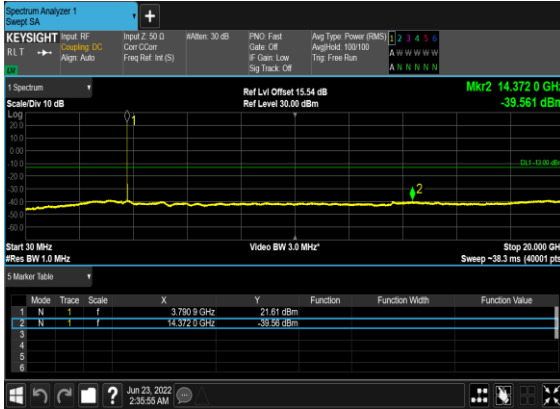 Spectrum Analyzer 1
Swept SA
+
KEYSIGHT Input: RF Input Z: 50 Ω #Atten: 30 dB PNO: Fast Avg Type: Power (RMS) 1 2 3 4 5 6
RLT Coupling: DC Corr CCorr Gate: Off Avg|Hold: 100/100 A W W W W W
Align: Auto Freq Ref: Int (S) IF Gain: Low Trig: Free Run
Sig Track: Off A N N N N N
1 Spectrum Ref Lvl Offset 15.54 dB Mkr2 14.372 0 GHz
Scale/Div 10 dB Ref Level 30.00 dBm -39.561 dBm
Log
20.0
10.0
0.00
-10.0 DL1 -13.00 dBm
-20.0
-30.0
-40.0
-50.0
-60.0
1
2
Start 30 MHz Video BW 3.0 MHz* Stop 20.000 GHz
#Res BW 1.0 MHz Sweep ~38.3 ms (40001 pts)
5 Marker Table
Mode Trace Scale X Y Function Function Width Function Value
1 N 1 f 3.790 9 GHz 21.61 dBm
2 N 1 f 14.372 0 GHz -39.56 dBm
3
4
5
6
? Jun 23, 2022
2:35:55 AM